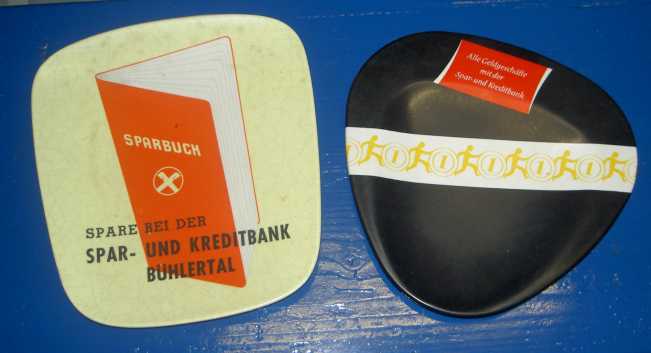 SPARBUCH
SPARE BEI DER
SPAR- UND KREDITBANK
BÜHLERTAL
Alle Geldgeschäfte
mit der
Spar- und Kreditbank